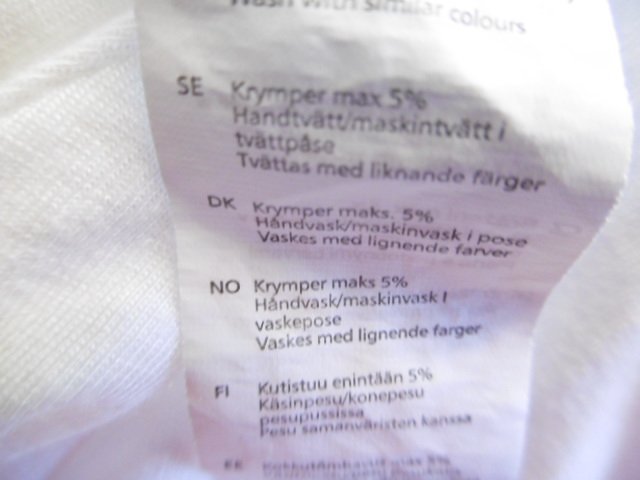 Wash with similar colours
SE Krymper max 5%
Handtvätt/maskintvätt i
tvättpåse
Tvättas med liknande färger
DK Krymper maks. 5%
Håndvask/maskinvask i pose
Vaskes med lignende farver
NO Krymper maks 5%
Håndvask/maskinvask I
vaskepose
Vaskes med lignende farger
FI Kutistuu enintään 5%
Käsinpesu/konepesu
pesupussissa
Pesu samanväristen kanssa
EE